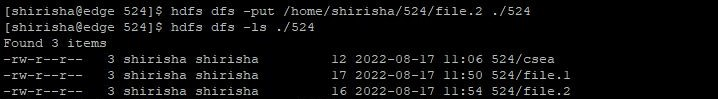 [shirisha@edge 524]$ hdfs dfs -put /home/shirisha/524/file.2 ./524
[shirisha@edge 524]$ hdfs dfs -ls ./524
Found 3 items
-rw-r--r--   3 shirisha shirisha         12 2022-08-17 11:06 524/csea
-rw-r--r--   3 shirisha shirisha         17 2022-08-17 11:50 524/file.1
-rw-r--r--   3 shirisha shirisha         16 2022-08-17 11:54 524/file.2